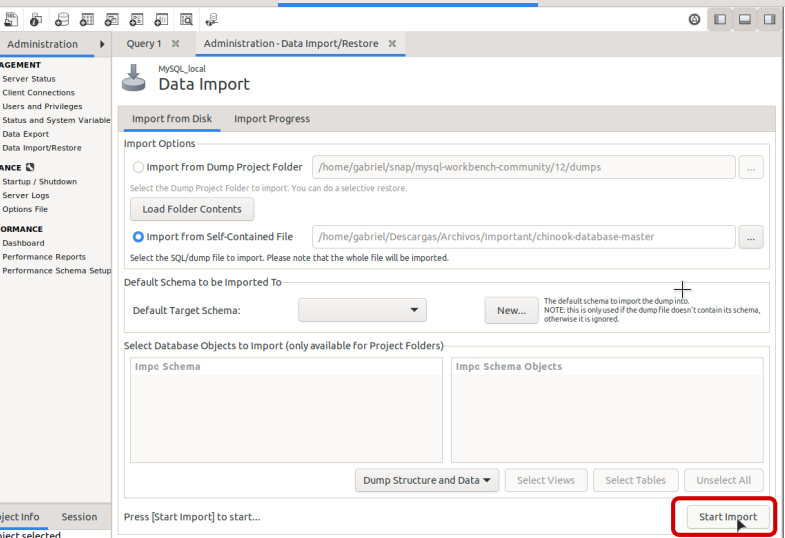 Administration
Query 1
Administration - Data Import/Restore
AGEMENT
Server Status
Client Connections
Users and Privileges
Status and System Variable
Data Export
Data Import/Restore
ANCE
Startup / Shutdown
Server Logs
Options File
ORMANCE
Dashboard
Performance Reports
Performance Schema Setup
ject Info
Session
ject selected
MySQL_local
Data Import
Import from Disk
Import Progress
Import Options
Import from Dump Project Folder
/home/gabriel/snap/mysql-workbench-community/12/dumps
...
Select the Dump Project Folder to import. You can do a selective restore.
Load Folder Contents
Import from Self-Contained File
/home/gabriel/Descargas/Archivos/Important/chinook-database-master
...
Select the SQL/dump file to import. Please note that the whole file will be imported.
Default Schema to be Imported To
Default Target Schema:
New...
The default schema to import the dump into.
NOTE: this is only used if the dump file doesn't contain its schema,
otherwise it is ignored.
Select Database Objects to Import (only available for Project Folders)
Impo Schema
Impo Schema Objects
Dump Structure and Data
Select Views
Select Tables
Unselect All
Press [Start Import] to start...
Start Import